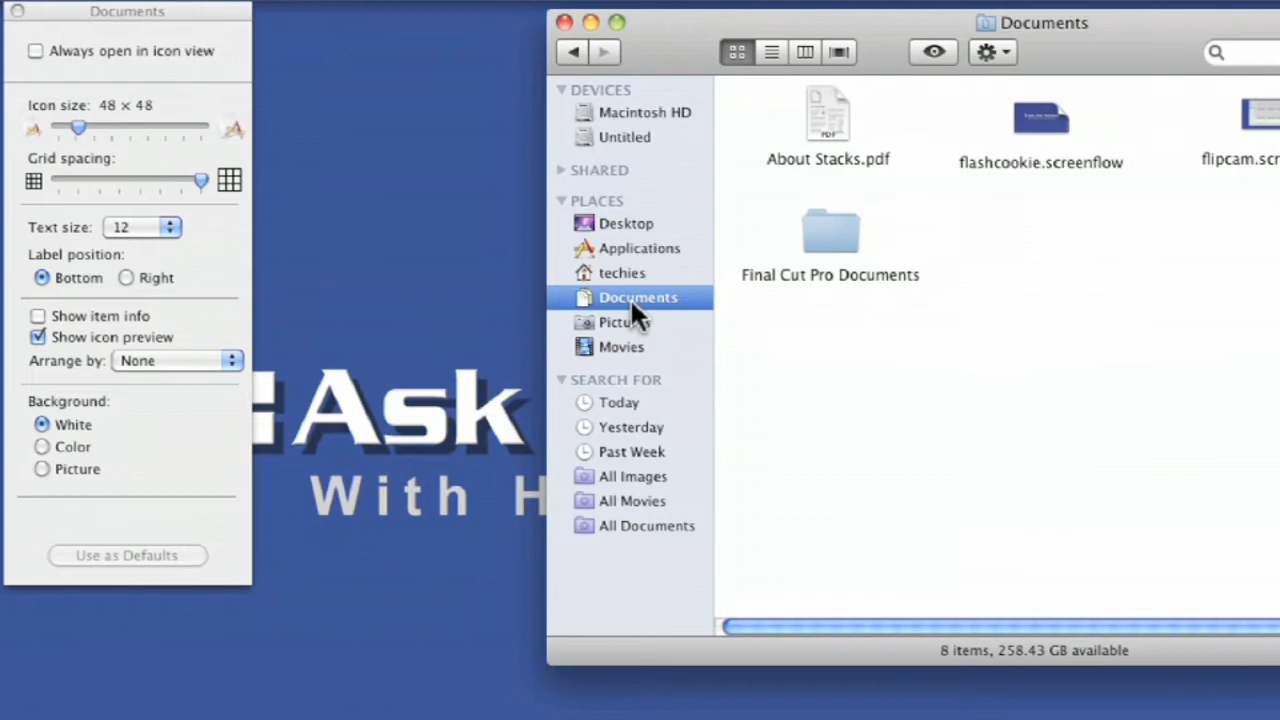 Documents
Always open in icon view
Icon size: 48 × 48
Grid spacing:
Text size: 12
Label position:
Bottom Right
Show item info
Show icon preview
Arrange by: None
Background:
White
Color
Picture
Use as Defaults
Ask
With H
Documents
DEVICES
Macintosh HD
Untitled
SHARED
PLACES
Desktop
Applications
techies
Documents
Movies
SEARCH FOR
Today
Yesterday
Past Week
All Images
All Movies
All Documents
PDF
About Stacks.pdf
flashcookie.screenflow
flipcam.scr
Final Cut Pro Documents
8 items, 258.43 GB available